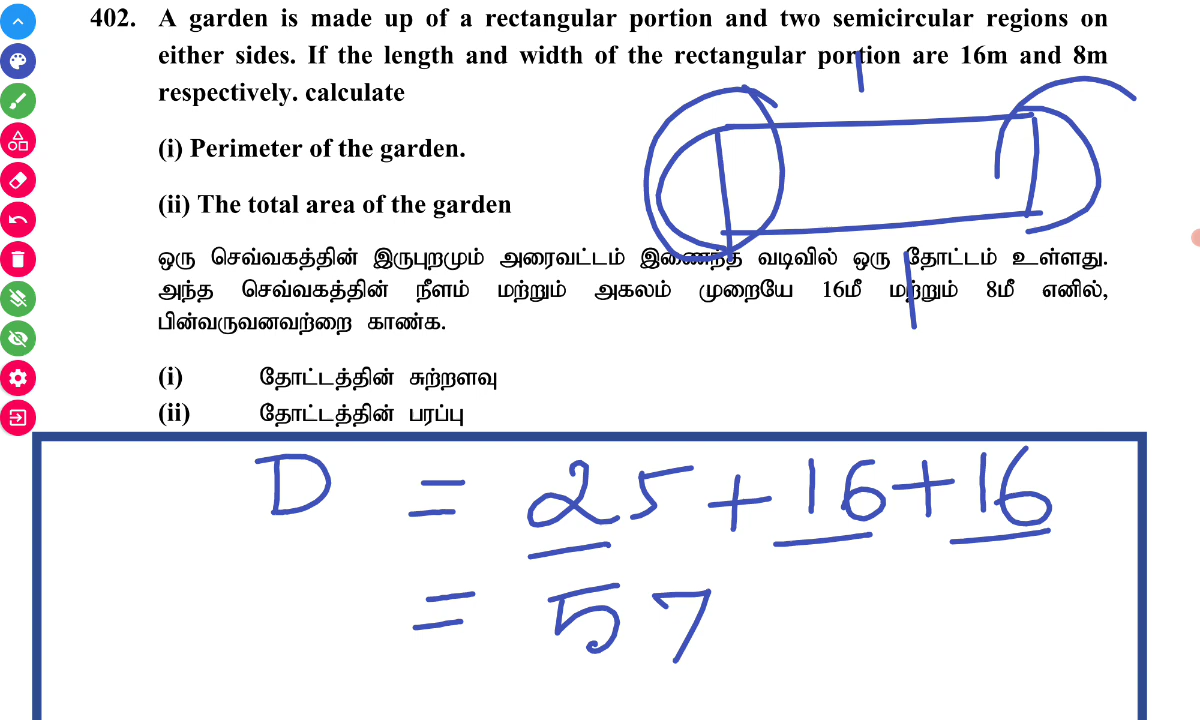 402. A garden is made up of a rectangular portion and two semicircular regions on
either sides. If the length and width of the rectangular portion are 16m and 8m
respectively. calculate
(i) Perimeter of the garden.
(ii) The total area of the garden
ஒரு செவ்வகத்தின் இருபுறமும் அரைவட்டம் இணைந்த வடிவில் ஒரு தோட்டம் உள்ளது.
அந்த செவ்வகத்தின் நீளம் மற்றும் அகலம் முறையே 16மீ மற்றும் 8மீ எனில்,
பின்வருவனவற்றை காண்க.
(i) தோட்டத்தின் சுற்றளவு
(ii) தோட்டத்தின் பரப்பு
D = 25 + 16 + 16
= 57